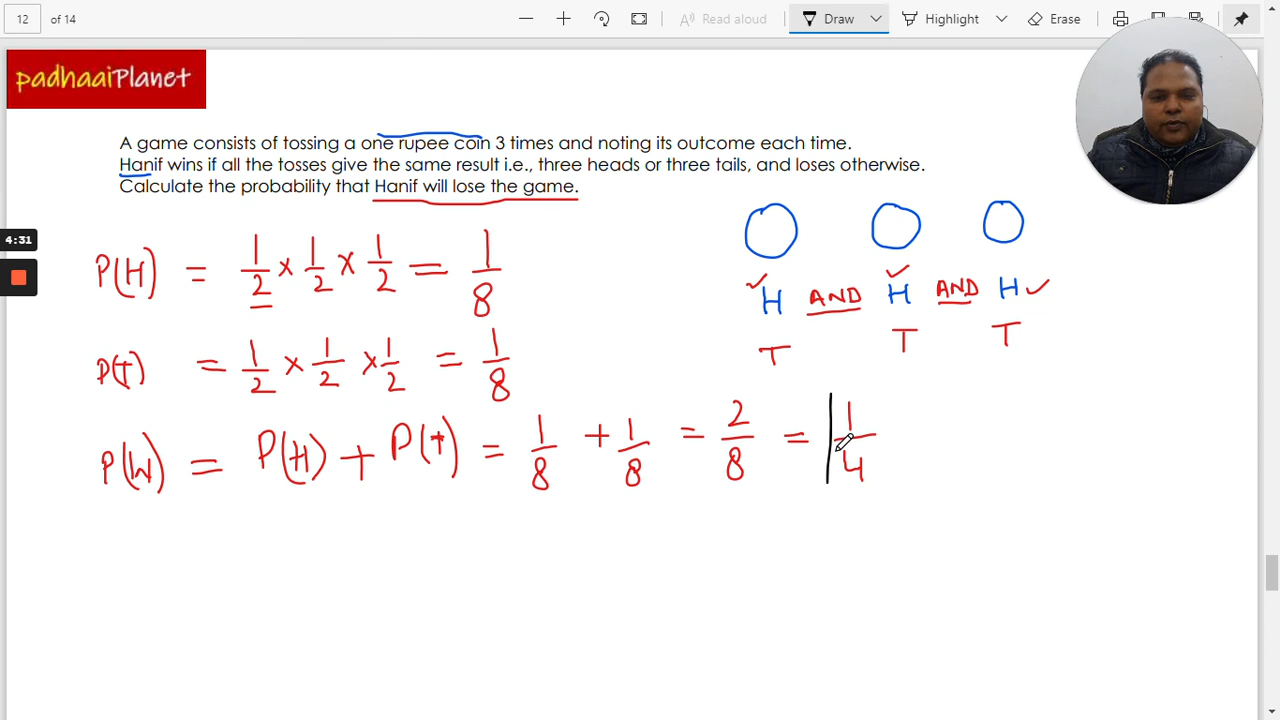 12 of 14
Read aloud
Draw
Highlight
Erase
padhaaiPlanet
A game consists of tossing a one rupee coin 3 times and noting its outcome each time.
Hanif wins if all the tosses give the same result i.e., three heads or three tails, and loses otherwise.
Calculate the probability that Hanif will lose the game.
4:31
P(H) = 1/2 × 1/2 × 1/2 = 1/8
H AND H AND H
T T T
P(T) = 1/2 × 1/2 × 1/2 = 1/8
P(W) = P(H) + P(T) = 1/8 + 1/8 = 2/8 = 1/4